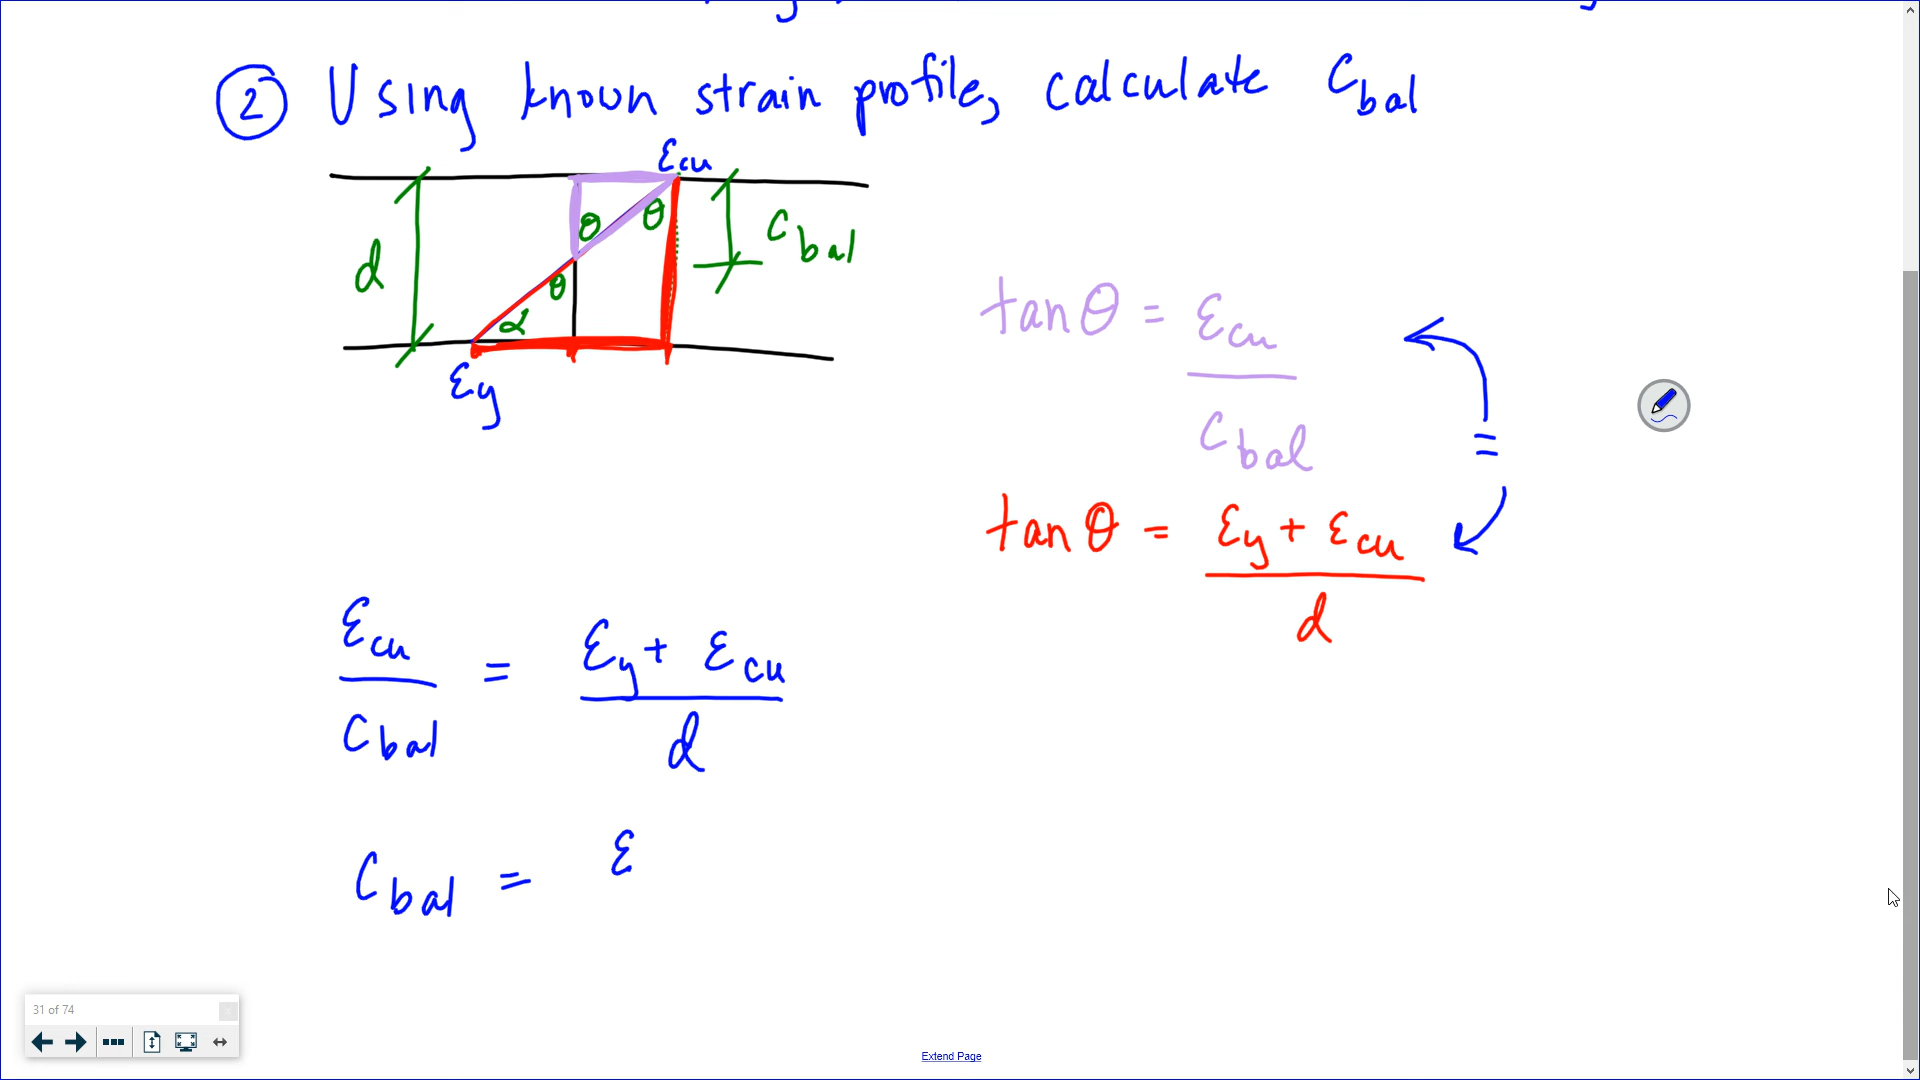 ② Using known strain profile, calculate C_bal
ε_cu
θ
θ
d
C_bal
θ
α
ε_y
tan θ = ε_cu / C_bal
=
tan θ = ε_y + ε_cu / d
ε_cu / C_bal = ε_y + ε_cu / d
C_bal = ε
31 of 74
Extend Page